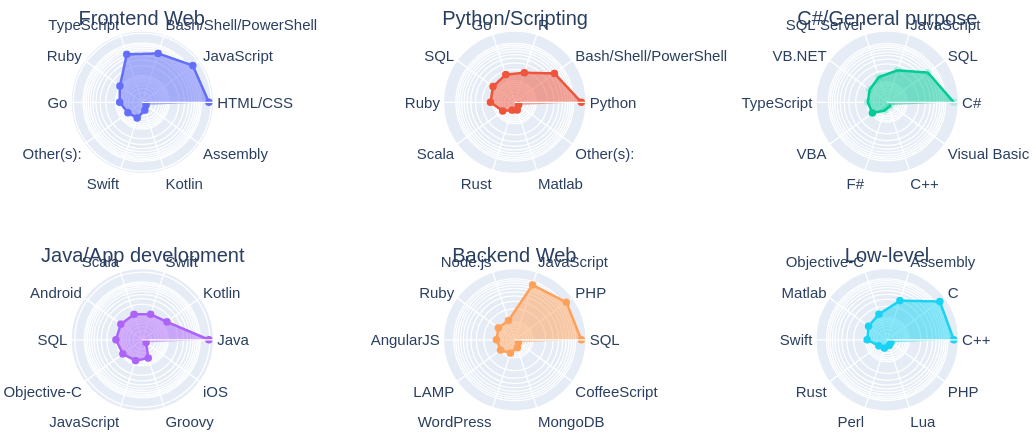 Frontend Web
TypeScript
Bash/Shell/PowerShell
Ruby
JavaScript
Go
HTML/CSS
Other(s):
Assembly
Swift
Kotlin
Python/Scripting
Go
R
SQL
Bash/Shell/PowerShell
Ruby
Python
Scala
Other(s):
Rust
Matlab
C#/General purpose
SQL Server
JavaScript
VB.NET
SQL
TypeScript
C#
VBA
Visual Basic
F#
C++
Java/App development
Scala
Swift
Android
Kotlin
SQL
Java
Objective-C
iOS
JavaScript
Groovy
Backend Web
Node.js
JavaScript
Ruby
PHP
AngularJS
SQL
LAMP
CoffeeScript
WordPress
MongoDB
Low-level
Objective-C
Assembly
Matlab
C
Swift
C++
Rust
PHP
Perl
Lua